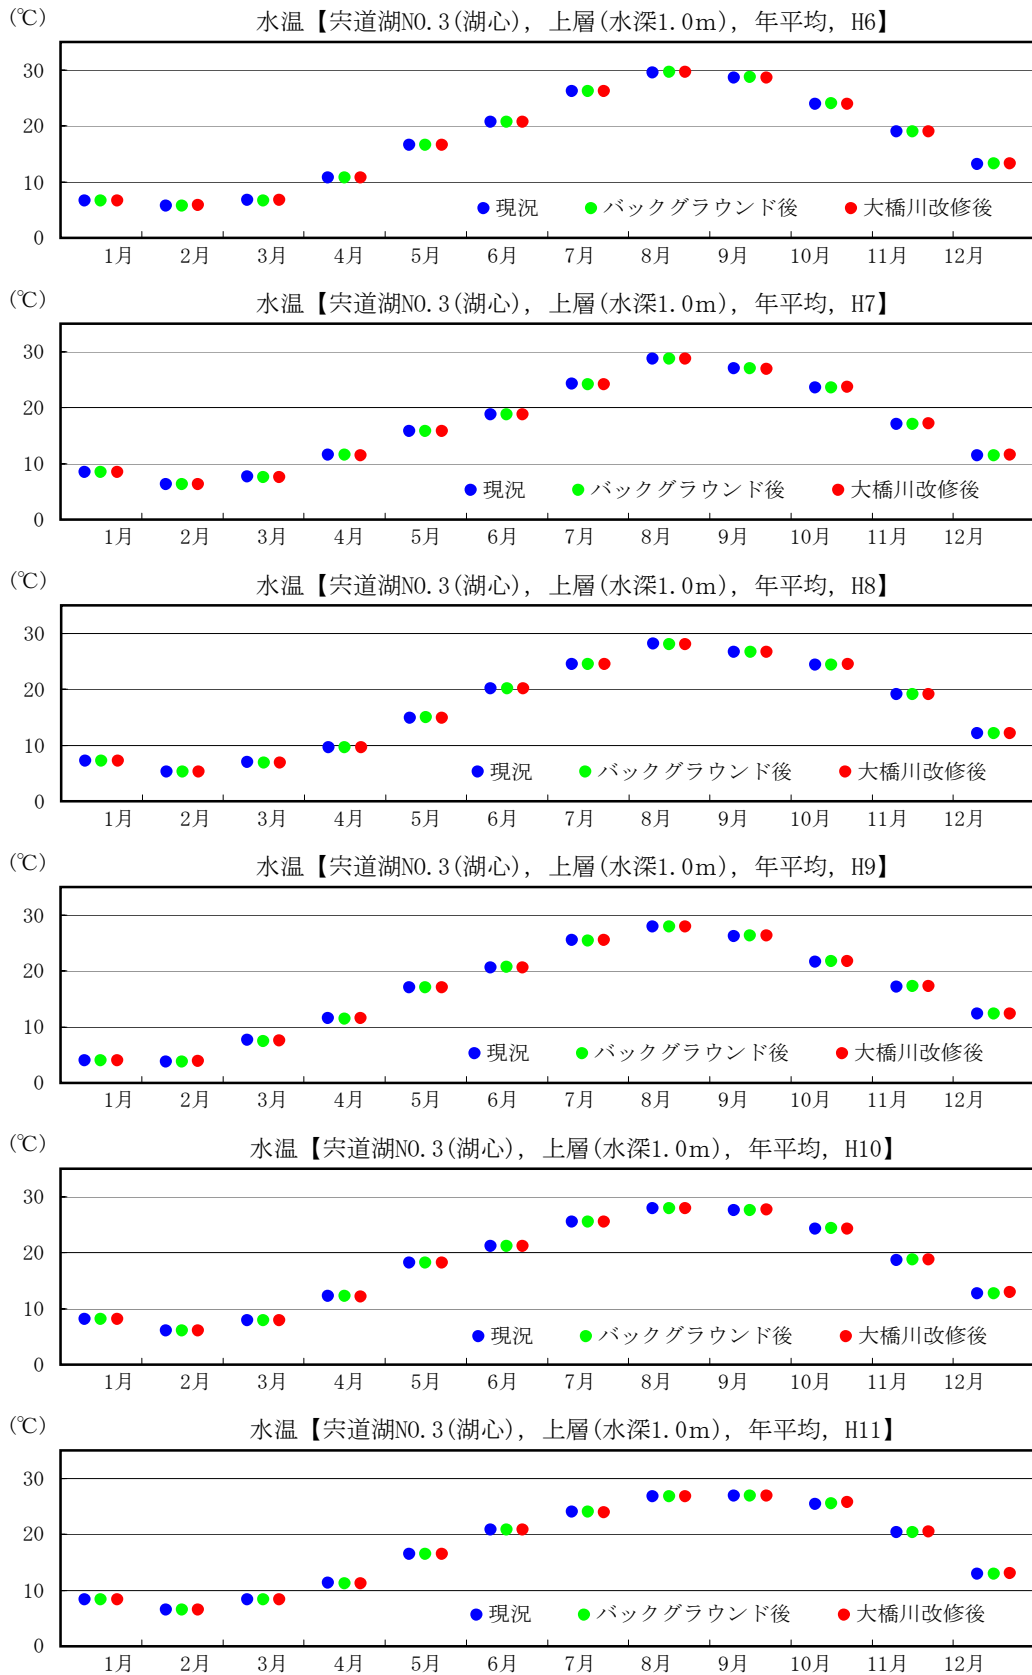 (℃) 水温【宍道湖NO.3(湖心), 上層(水深1.0m), 年平均, H6】
30
20
10
● 現況 ● バックグラウンド後 ● 大橋川改修後
0
1月 2月 3月 4月 5月 6月 7月 8月 9月 10月 11月 12月
(℃) 水温【宍道湖NO.3(湖心), 上層(水深1.0m), 年平均, H7】
30
20
10
● 現況 ● バックグラウンド後 ● 大橋川改修後
0
1月 2月 3月 4月 5月 6月 7月 8月 9月 10月 11月 12月
(℃) 水温【宍道湖NO.3(湖心), 上層(水深1.0m), 年平均, H8】
30
20
10
● 現況 ● バックグラウンド後 ● 大橋川改修後
0
1月 2月 3月 4月 5月 6月 7月 8月 9月 10月 11月 12月
(℃) 水温【宍道湖NO.3(湖心), 上層(水深1.0m), 年平均, H9】
30
20
10
● 現況 ● バックグラウンド後 ● 大橋川改修後
0
1月 2月 3月 4月 5月 6月 7月 8月 9月 10月 11月 12月
(℃) 水温【宍道湖NO.3(湖心), 上層(水深1.0m), 年平均, H10】
30
20
10
● 現況 ● バックグラウンド後 ● 大橋川改修後
0
1月 2月 3月 4月 5月 6月 7月 8月 9月 10月 11月 12月
(℃) 水温【宍道湖NO.3(湖心), 上層(水深1.0m), 年平均, H11】
30
20
10
● 現況 ● バックグラウンド後 ● 大橋川改修後
0
1月 2月 3月 4月 5月 6月 7月 8月 9月 10月 11月 12月